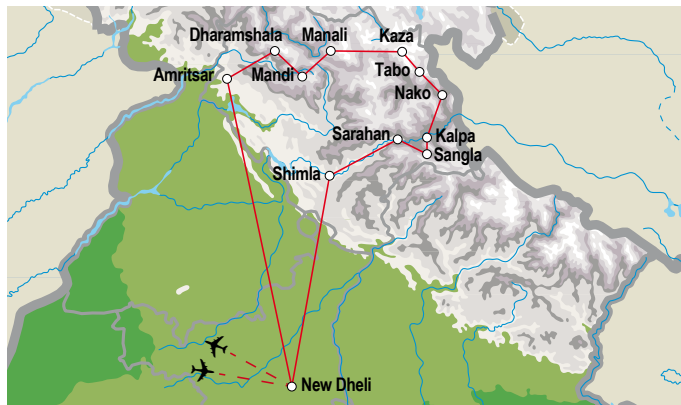 Dharamshala
Manali
Kaza
Amritsar
Mandi
Tabo
Nako
Sarahan
Kalpa
Sangla
Shimla
New Dheli